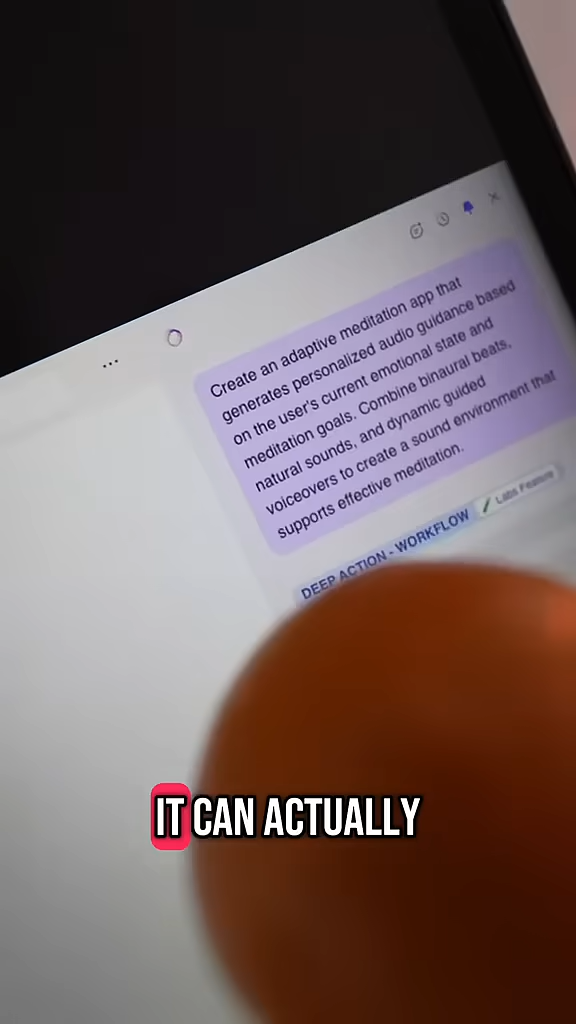 Create an adaptive meditation app that
generates personalized audio guidance based
on the user's current emotional state and
meditation goals. Combine binaural beats,
natural sounds, and dynamic guided
voiceovers to create a sound environment that
supports effective meditation.
DEEP ACTION - WORKFLOW
Labs Feature
IT CAN ACTUALLY